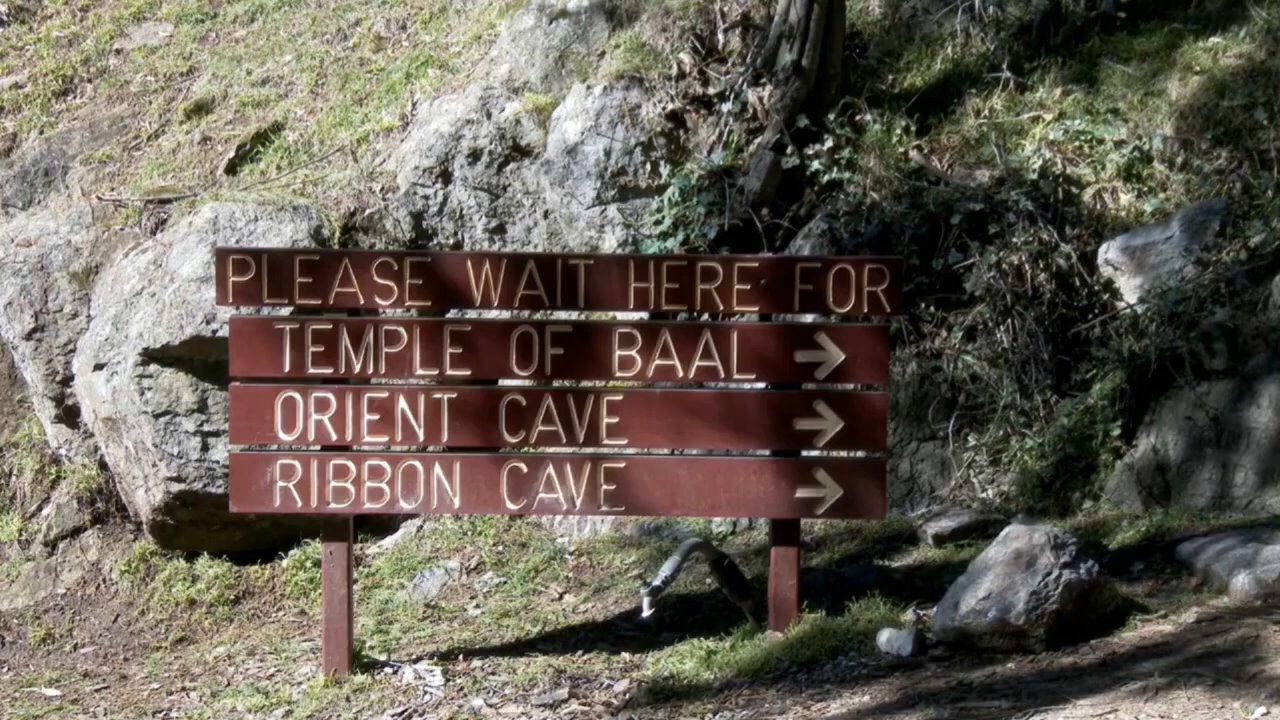 PLEASE WAIT HERE FOR
TEMPLE OF BAAL →
ORIENT CAVE →
RIBBON CAVE →